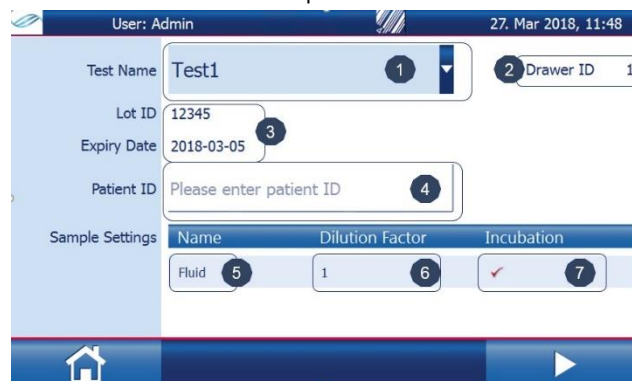 User: Admin 27. Mar 2018, 11:48
Test Name Test1 1 2 Drawer ID 1
Lot ID 12345
3
Expiry Date 2018-03-05
Patient ID Please enter patient ID 4
Sample Settings Name Dilution Factor Incubation
Fluid 5 1 6 7